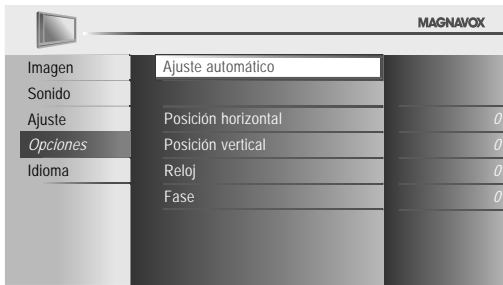 MAGNAVOX
Imagen
Ajuste automático
Sonido
Ajuste
Posición horizontal 0
Opciones
Posición vertical 0
Idioma
Reloj 0
Fase 0